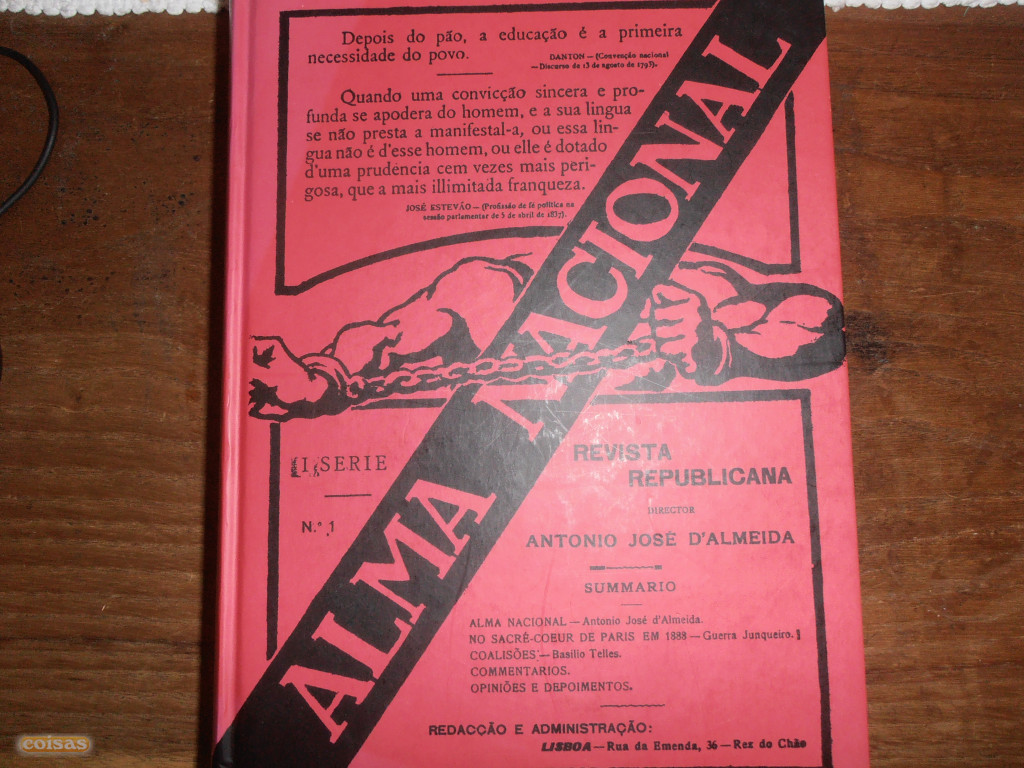 Depois do pão, a educação é a primeira
necessidade do povo.
DANTON — (Convenção nacional
— Discurso de 13 de agosto de 1793).
Quando uma convicção sincera e pro-
funda se apodera do homem, e a sua lingua
se não presta a manifestal-a, ou essa lin-
gua não é d'esse homem, ou elle é dotado
d'uma prudencia cem vezes mais peri-
gosa, que a mais illimitada franqueza.
JOSÉ ESTEVÃO — (Profissão de fé politica na
sessão parlamentar de 5 de abril de 1837).
ALMA NACIONAL
I SERIE
N.º 1
REVISTA
REPUBLICANA
DIRECTOR
ANTONIO JOSÉ D'ALMEIDA
SUMMARIO
ALMA NACIONAL — Antonio José d'Almeida.
NO SACRÉ-COEUR DE PARIS EM 1888 — Guerra Junqueiro.
COALISÕES — Basilio Telles.
COMMENTARIOS.
OPINIÕES E DEPOIMENTOS.
REDACÇÃO E ADMINISTRAÇÃO:
LISBOA — Rua da Emenda, 36 — Rez do Chão
coisas